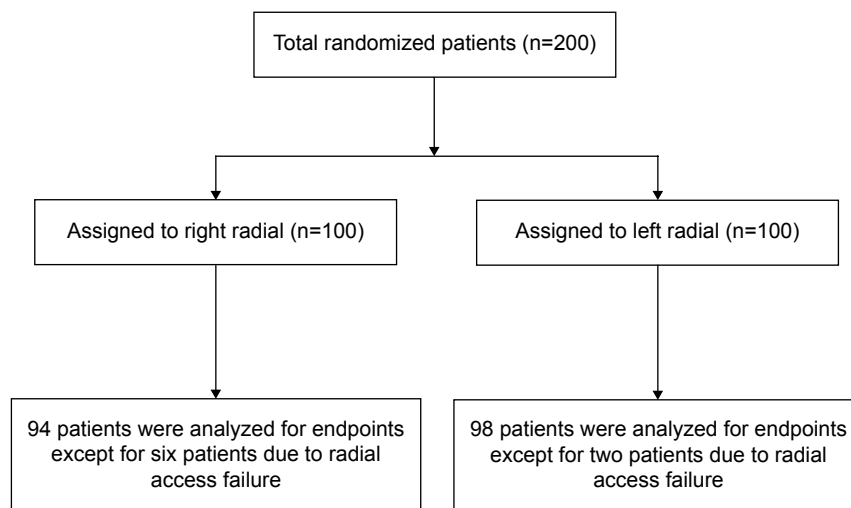 Total randomized patients (n=200)
Assigned to right radial (n=100)
Assigned to left radial (n=100)
94 patients were analyzed for endpoints
except for six patients due to radial
access failure
98 patients were analyzed for endpoints
except for two patients due to radial
access failure